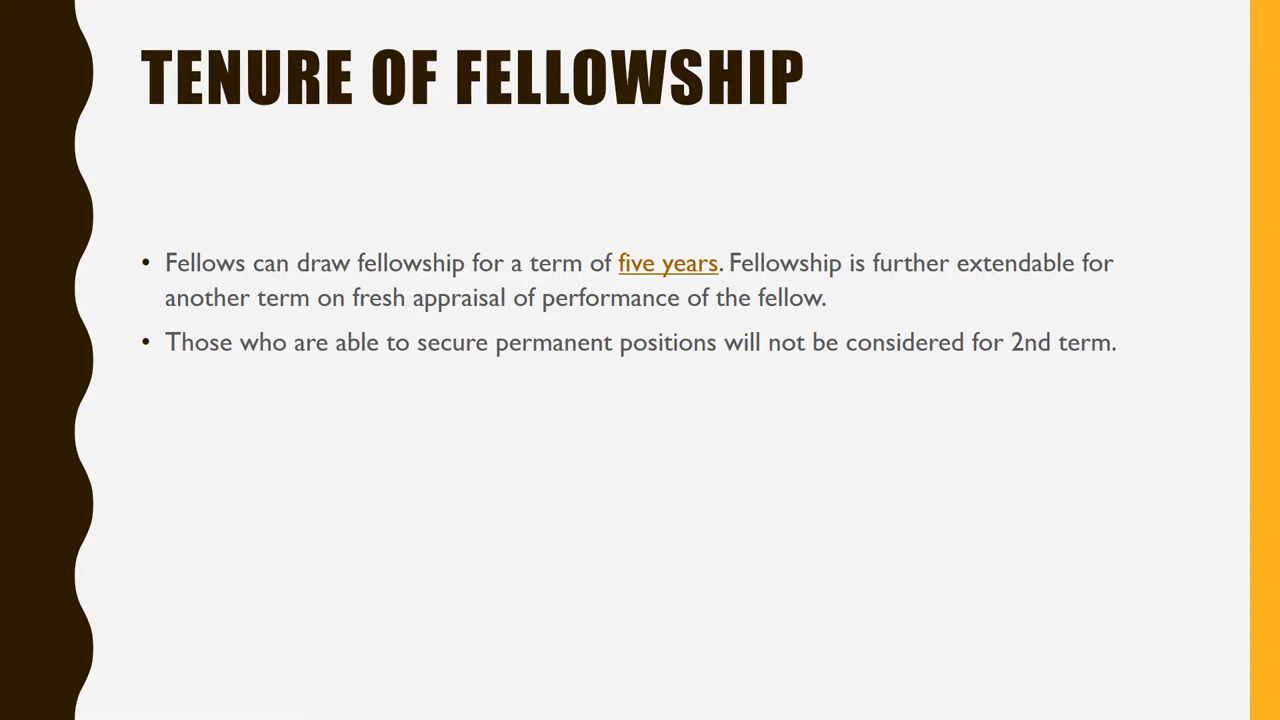 TENURE OF FELLOWSHIP
• Fellows can draw fellowship for a term of five years. Fellowship is further extendable for
another term on fresh appraisal of performance of the fellow.
• Those who are able to secure permanent positions will not be considered for 2nd term.